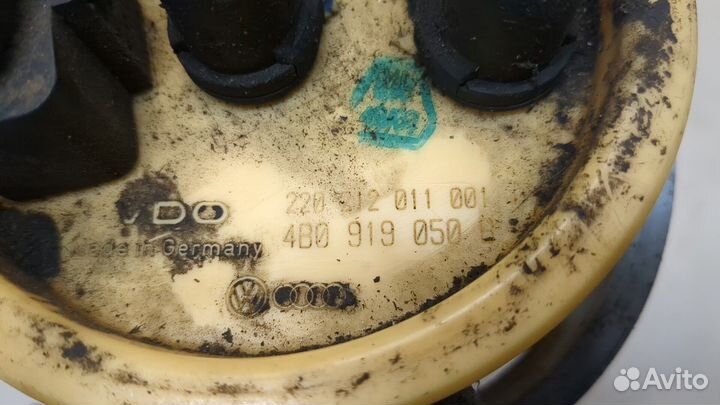 VDO
Made in Germany
220 212 011 001
4B0 919 050
Avito